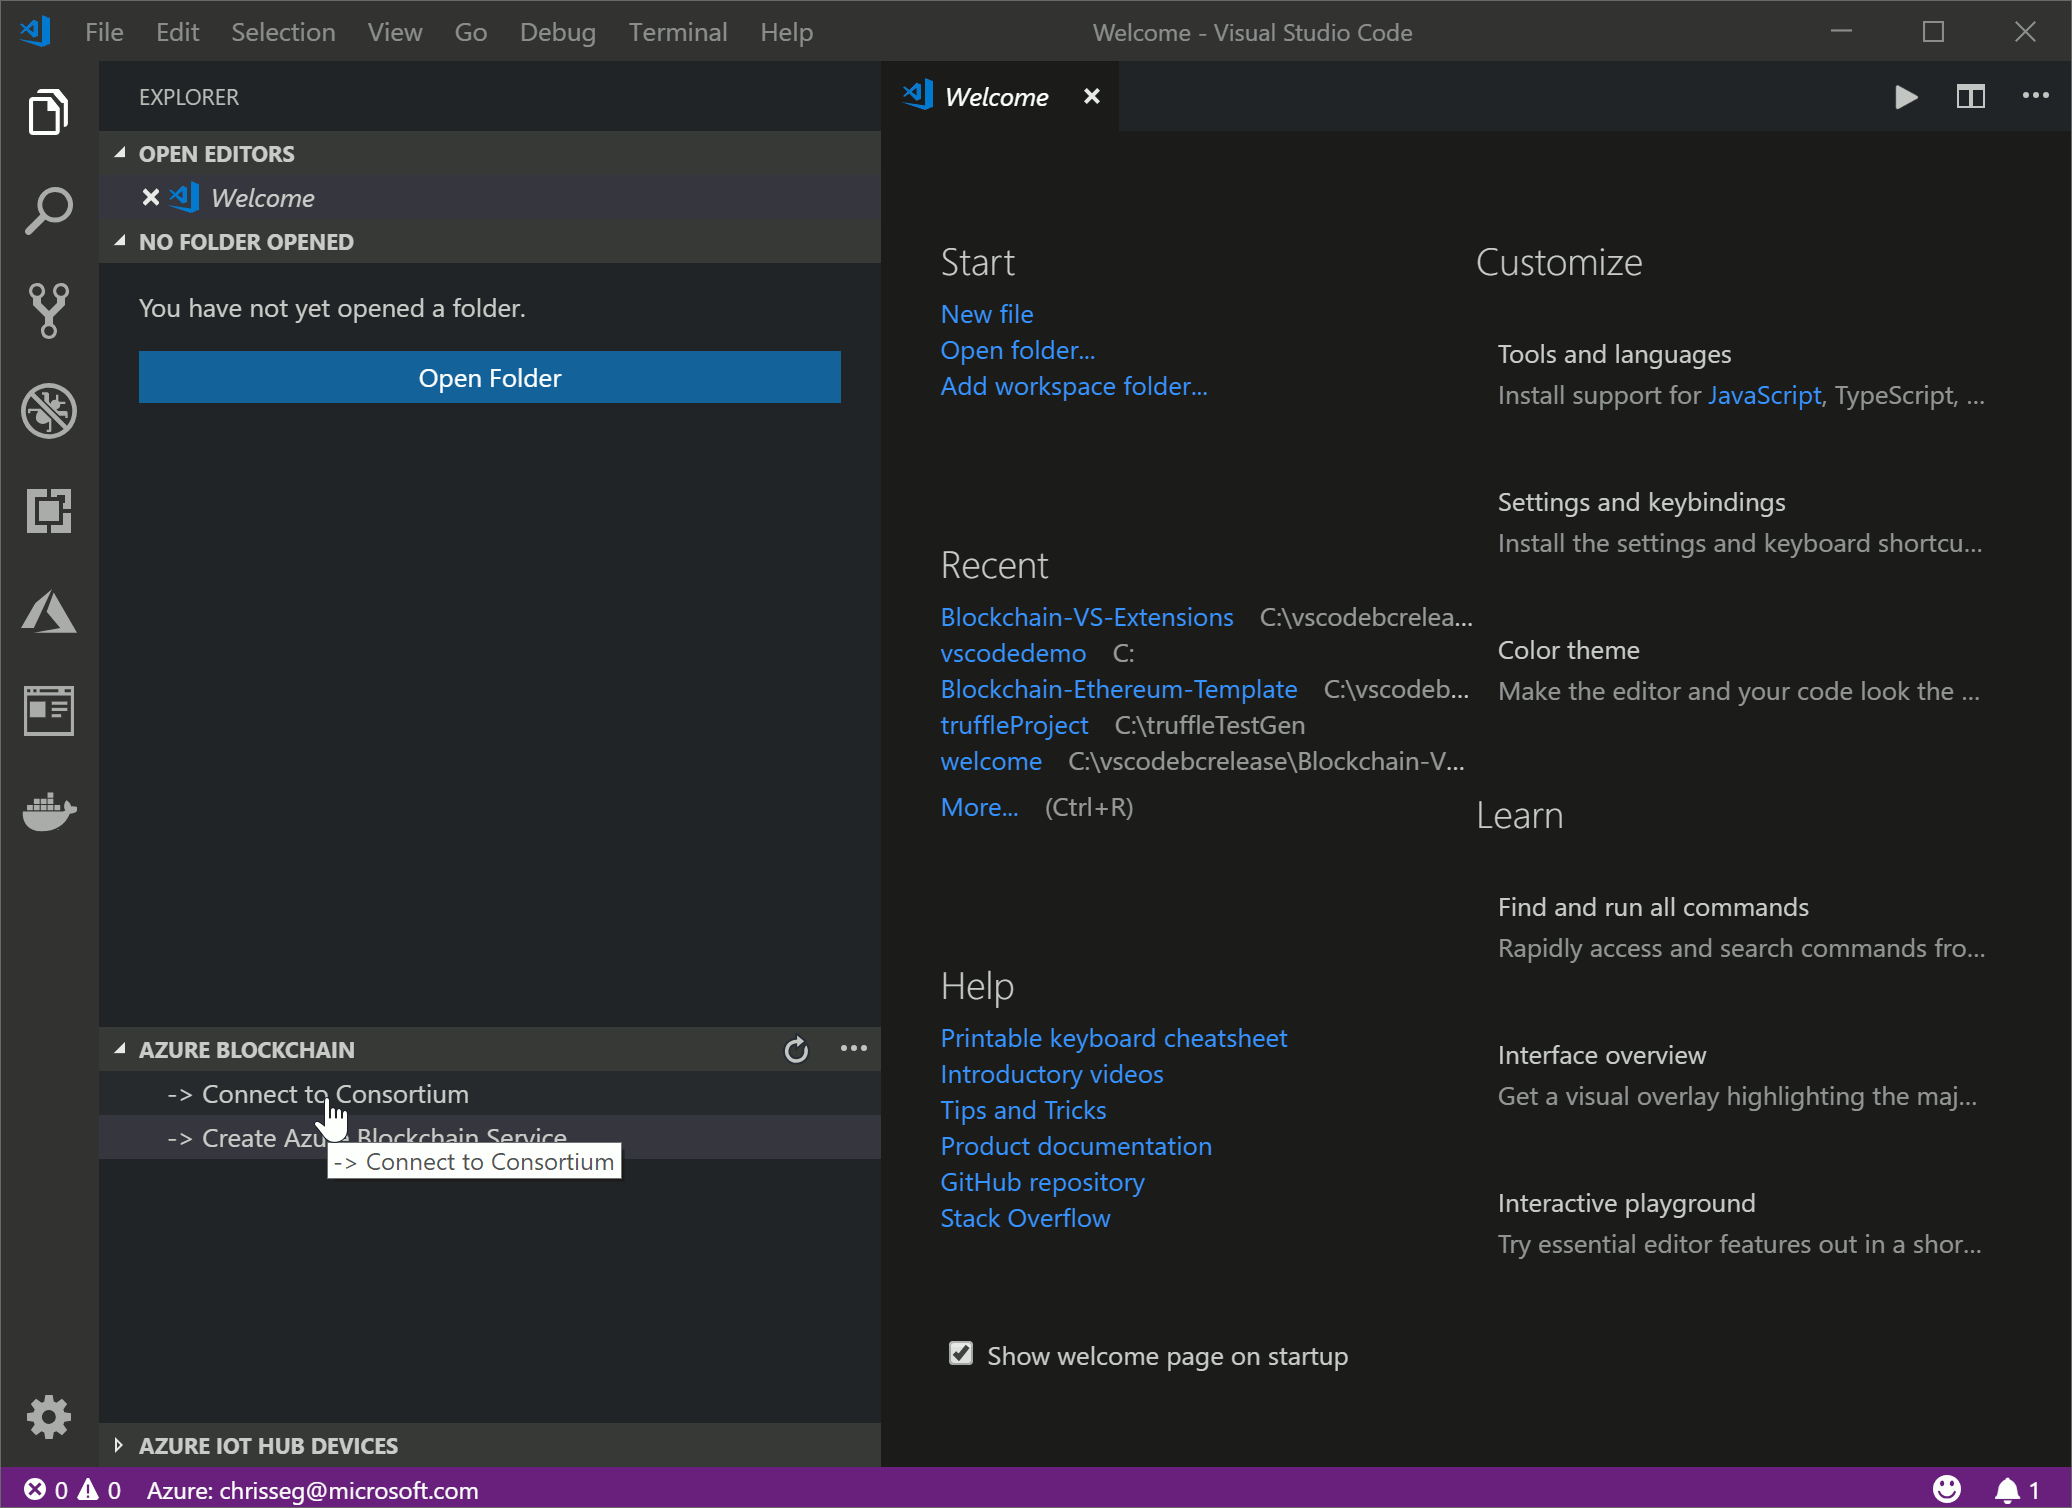 File Edit Selection View Go Debug Terminal Help
Welcome - Visual Studio Code
EXPLORER
OPEN EDITORS
Welcome
NO FOLDER OPENED
You have not yet opened a folder.
Open Folder
AZURE BLOCKCHAIN
-> Connect to Consortium
-> Create Azure Blockchain Service
-> Connect to Consortium
AZURE IOT HUB DEVICES
Welcome
Start
New file
Open folder...
Add workspace folder...
Recent
Blockchain-VS-Extensions C:\vscodebcrelea...
vscodedemo C:
Blockchain-Ethereum-Template C:\vscodeb...
truffleProject C:\truffleTestGen
welcome C:\vscodebcrelease\Blockchain-V...
More... (Ctrl+R)
Help
Printable keyboard cheatsheet
Introductory videos
Tips and Tricks
Product documentation
GitHub repository
Stack Overflow
Show welcome page on startup
Customize
Tools and languages
Install support for JavaScript, TypeScript, ...
Settings and keybindings
Install the settings and keyboard shortcu...
Color theme
Make the editor and your code look the ...
Learn
Find and run all commands
Rapidly access and search commands fro...
Interface overview
Get a visual overlay highlighting the maj...
Interactive playground
Try essential editor features out in a shor...
0 0 Azure: chrisseg@microsoft.com
1